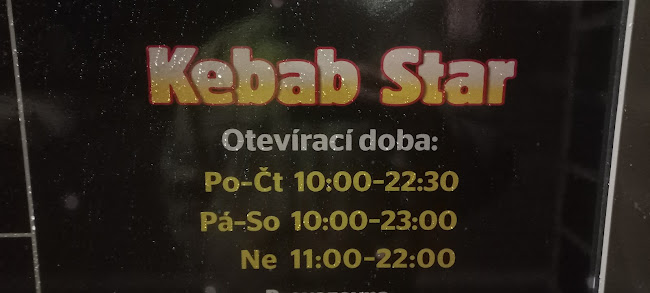 Kebab Star
Otevírací doba:
Po-Čt 10:00-22:30
Pá-So 10:00-23:00
Ne 11:00-22:00